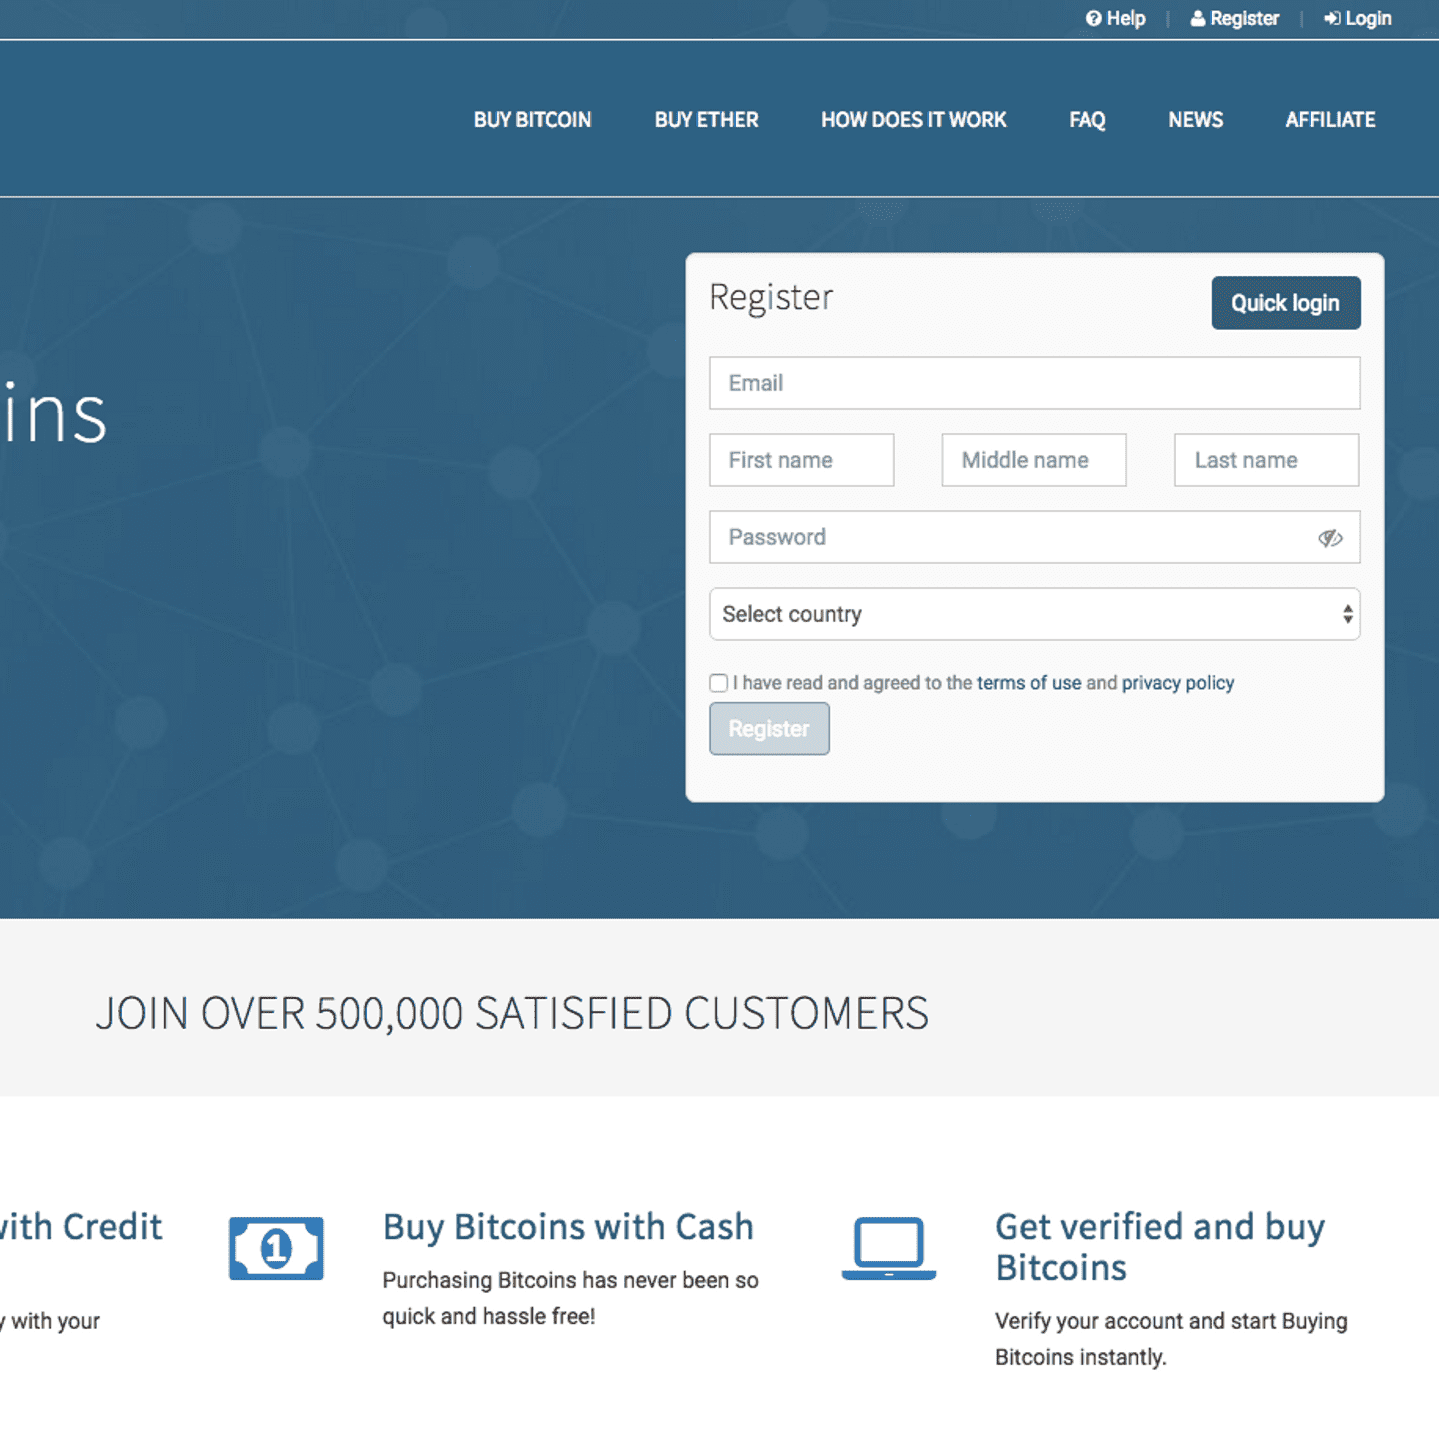 Help
Register
Login
BUY BITCOIN
BUY ETHER
HOW DOES IT WORK
FAQ
NEWS
AFFILIATE
ins
Register
Quick login
Email
First name
Middle name
Last name
Password
Select country
I have read and agreed to the terms of use and privacy policy
Register
JOIN OVER 500,000 SATISFIED CUSTOMERS
with Credit
y with your
1
Buy Bitcoins with Cash
Purchasing Bitcoins has never been so
quick and hassle free!
Get verified and buy
Bitcoins
Verify your account and start Buying
Bitcoins instantly.